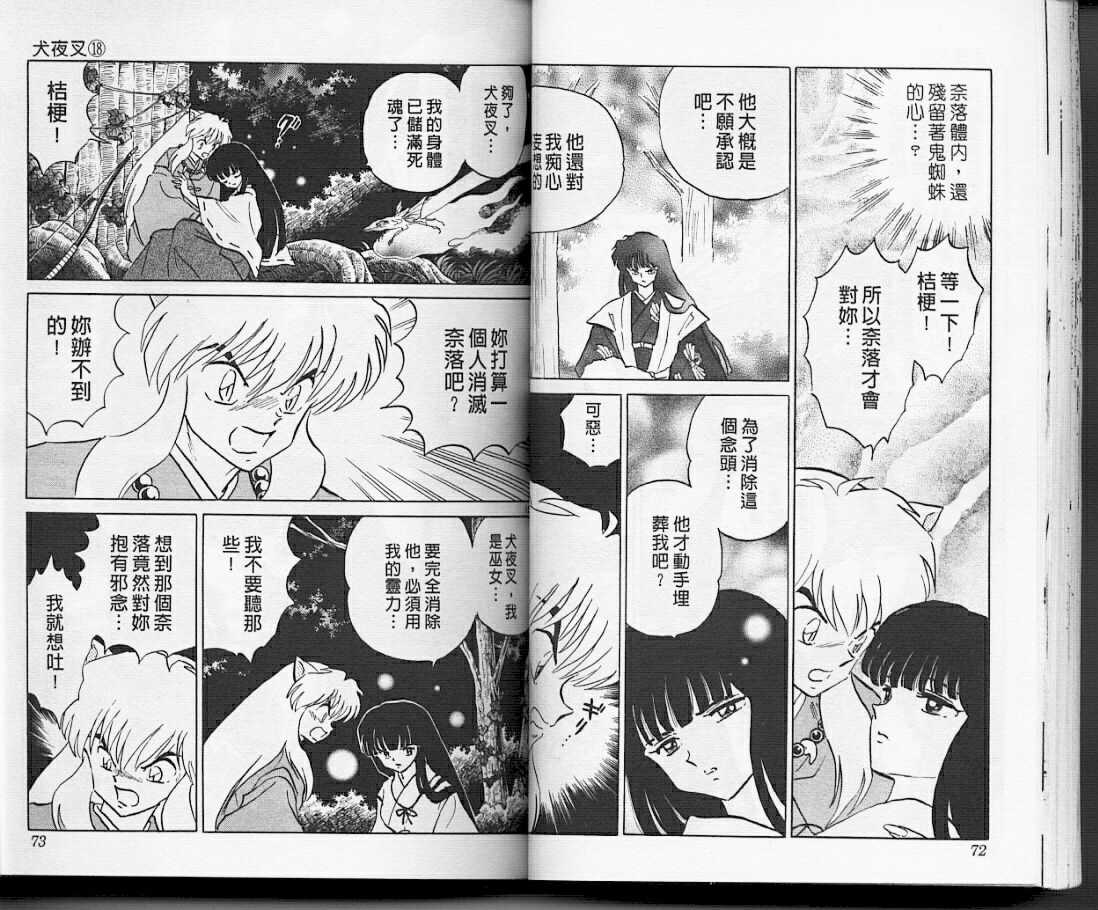 奈落體內，還
殘留著鬼蜘蛛
的心…？
等一下！
桔梗！
所以奈落才會
對妳…
他大概是
不願承認
吧…
他還對
我痴心
妄想的
為了消除這
個念頭…
他才動手埋
葬我吧？
可惡…
ギ
72
犬夜叉⑱
夠了，
犬夜叉…
我的身體
已儲滿死
魂了…
桔梗！
妳打算一
個人消滅
奈落吧？
妳辦不到
的！
犬夜叉，我
是巫女…
要完全消除
他，必須用
我的靈力…
我不要聽那
些！
想到那個奈
落竟然對妳
抱有邪念…
我就想吐！
73